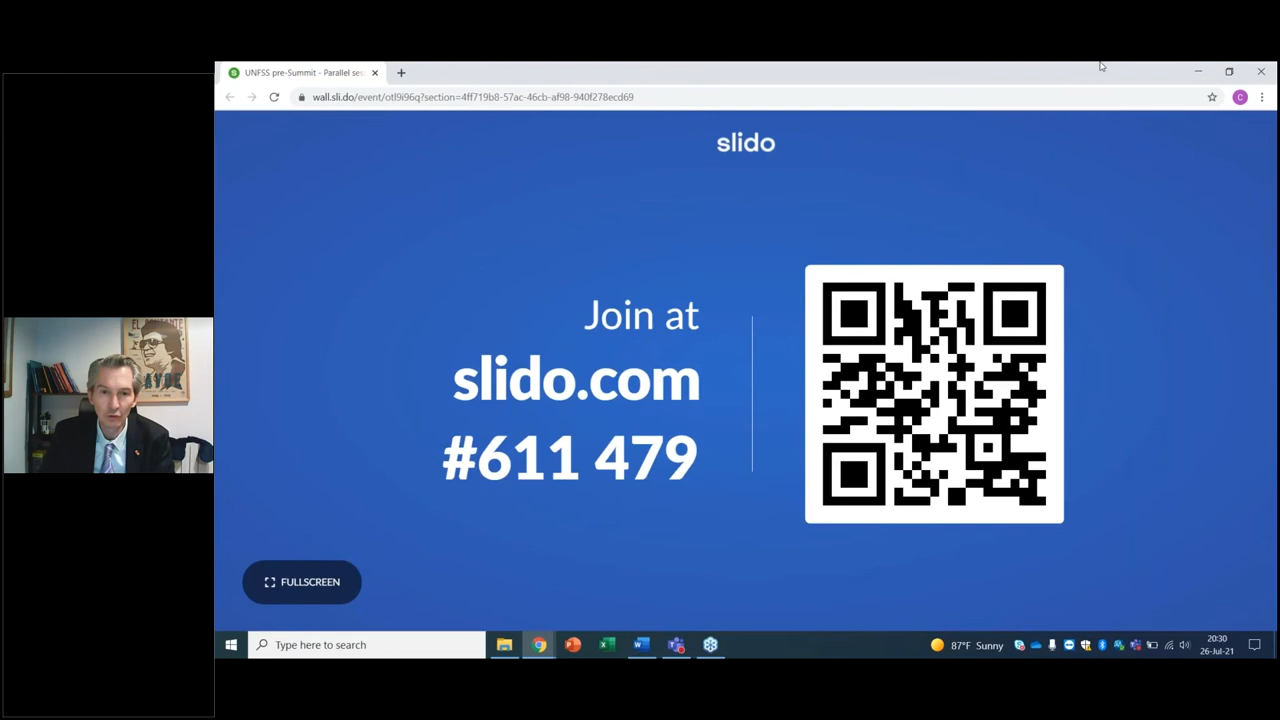 UNFSS pre-Summit - Parallel ses
wall.sli.do/event/otl9i96q?section=4ff719b8-57ac-46cb-af98-940f278ecd69
C
slido
Join at
slido.com
#611 479
FULLSCREEN
Type here to search
87°F Sunny
20:30
26-Jul-21